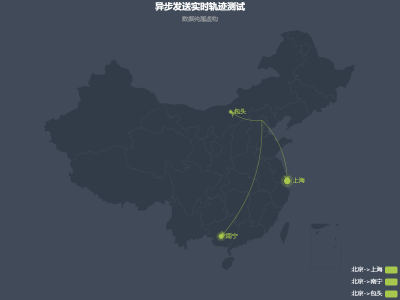 异步发送实时轨迹测试
数据纯属虚构
包头
上海
南宁
北京->上海
北京->南宁
北京->包头